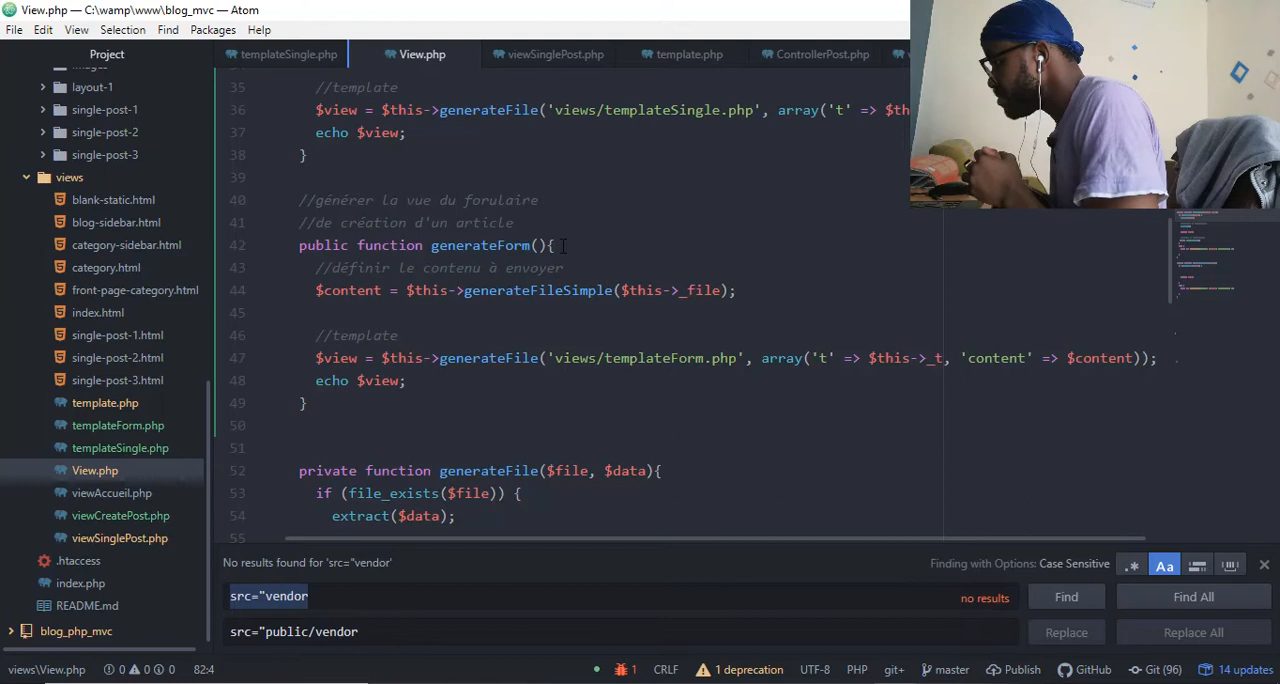 View.php — C:\wamp\www\blog_mvc — Atom
File Edit View Selection Find Packages Help
Project
templateSingle.php View.php viewSinglePost.php template.php ControllerPost.php
layout-1
single-post-1
single-post-2
single-post-3
views
blank-static.html
blog-sidebar.html
category-sidebar.html
category.html
front-page-category.html
index.html
single-post-1.html
single-post-2.html
single-post-3.html
template.php
templateForm.php
templateSingle.php
View.php
viewAccueil.php
viewCreatePost.php
viewSinglePost.php
.htaccess
index.php
README.md
blog_php_mvc
35 //template
36 $view = $this->generateFile('views/templateSingle.php', array('t' => $th
37 echo $view;
38 }
39
40 //générer la vue du forulaire
41 //de création d'un article
42 public function generateForm(){
43 //définir le contenu à envoyer
44 $content = $this->generateFileSimple($this->_file);
45
46 //template
47 $view = $this->generateFile('views/templateForm.php', array('t' => $this->_t, 'content' => $content));
48 echo $view;
49 }
50
51
52 private function generateFile($file, $data){
53 if (file_exists($file)) {
54 extract($data);
55
No results found for 'src="vendor'
Finding with Options: Case Sensitive
.* Aa
src="vendor
no results
Find
Find All
src="public/vendor
Replace
Replace All
views\View.php 0 0 0 82:4
1 CRLF 1 deprecation UTF-8 PHP git+ master Publish GitHub Git (96) 14 updates